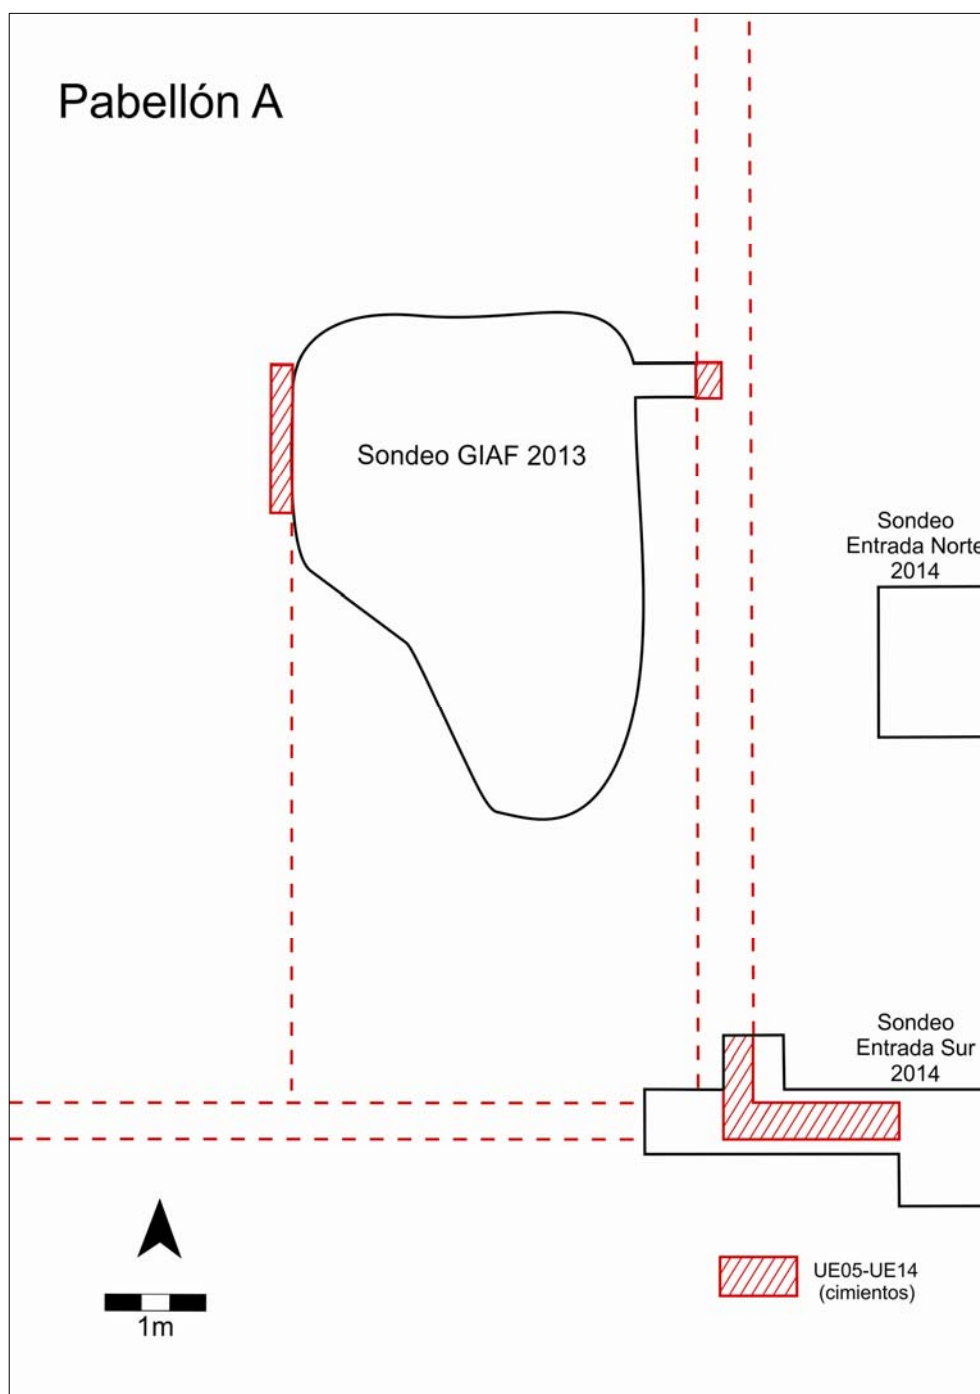 Pabellón A
Sondeo GIAF 2013
Sondeo
Entrada Norte
2014
Sondeo
Entrada Sur
2014
1m
UE05-UE14
(cimientos)